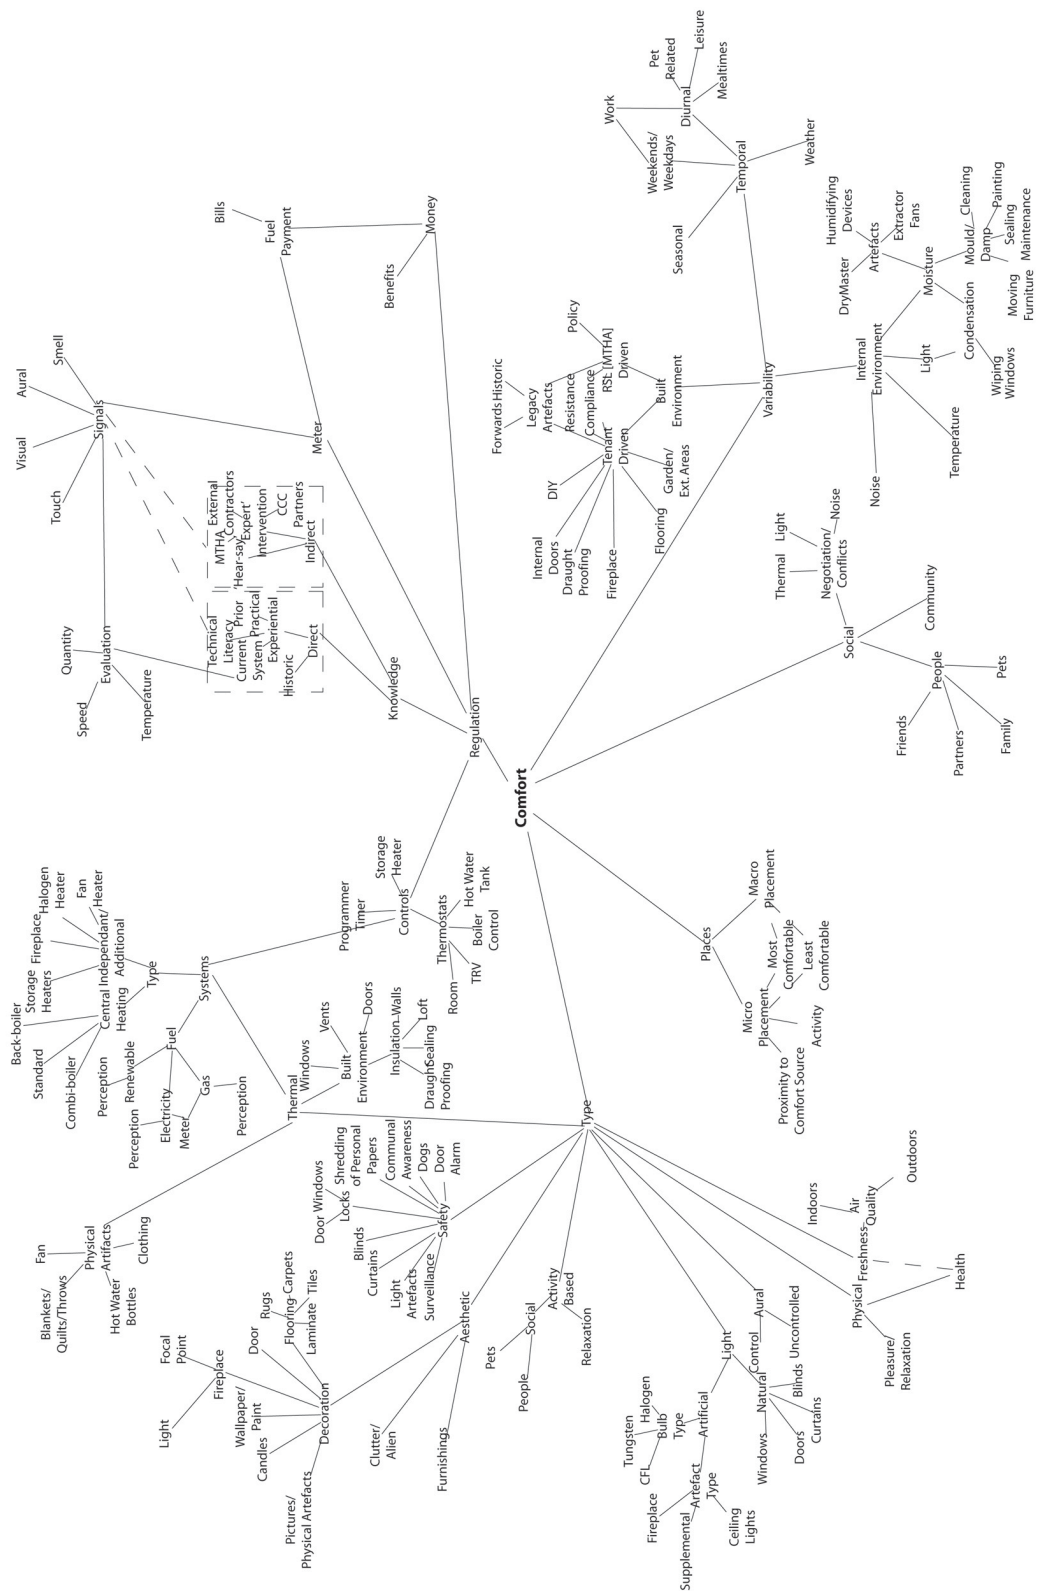 Back-boiler
Standard
Combi-boiler
Storage
Heaters
Fireplace
Halogen
Heater
Fan
Heater
Central
Heating
Independant/
Additional
Type
Systems
Fuel
Renewable
Perception
Electricity
Perception
Meter
Gas
Perception
Fan
Blankets/
Quilts/Throws
Physical
Artifacts
Hot Water
Bottles
Clothing
Thermal
Windows
Vents
Built
Environment
Doors
Insulation
Walls
Loft
Sealing
Draught
Proofing
Programmer
Timer
Storage
Heater
Controls
Thermostats
Hot Water
Tank
Boiler
Control
TRV
Room
Speed
Quantity
Evaluation
Temperature
Touch
Visual
Aural
Smell
Signals
Technical
Literacy
Prior
Current
System
Practical
Experiential
Historic
Direct
MTHA
External
Contractors
'Hear-say'
Expert'
Intervention
CCC
Partners
Indirect
Knowledge
Meter
Bills
Fuel
Payment
Benefits
Money
Regulation
Comfort
Light
Focal
Point
Fireplace
Door
Rugs
Flooring
Carpets
Laminate
Tiles
Wallpaper/
Paint
Candles
Pictures/
Physical Artefacts
Decoration
Clutter/
Alien
Furnishings
Aesthetic
Door
Windows
Locks
Shredding
of Personal
Papers
Communal
Awareness
Dogs
Door
Alarm
Blinds
Curtains
Light
Artefacts
Surveillance
Safety
Pets
People
Social
Activity
Based
Relaxation
Type
Tungsten
Halogen
CFL
Bulb
Type
Artificial
Fireplace
Supplemental
Artefact
Type
Ceiling
Lights
Light
Natural
Windows
Doors
Curtains
Blinds
Aural
Control
Uncontrolled
Physical
Pleasure/
Relaxation
Freshness
Indoors
Air
Quality
Outdoors
Health
Places
Micro
Placement
Proximity to
Comfort Source
Activity
Most
Comfortable
Least
Comfortable
Macro
Placement
Social
Thermal
Light
Negotiation/
Conflicts
Noise
Community
People
Friends
Partners
Family
Pets
Forwards
Historic
Legacy
Artefacts
Policy
RSL [MTHA]
Driven
Resistance
Compliance
Tenant
Driven
DIY
Internal
Doors
Draught
Proofing
Fireplace
Flooring
Garden/
Ext. Areas
Built
Environment
Variability
Work
Weekends/
Weekdays
Seasonal
Temporal
Weather
Diurnal
Pet
Related
Leisure
Mealtimes
Internal
Environment
Noise
Temperature
Light
Moisture
Condensation
Wiping
Windows
DryMaster
Humidifying
Devices
Artefacts
Extractor
Fans
Mould/
Damp
Cleaning
Painting
Sealing
Maintenance
Moving
Furniture